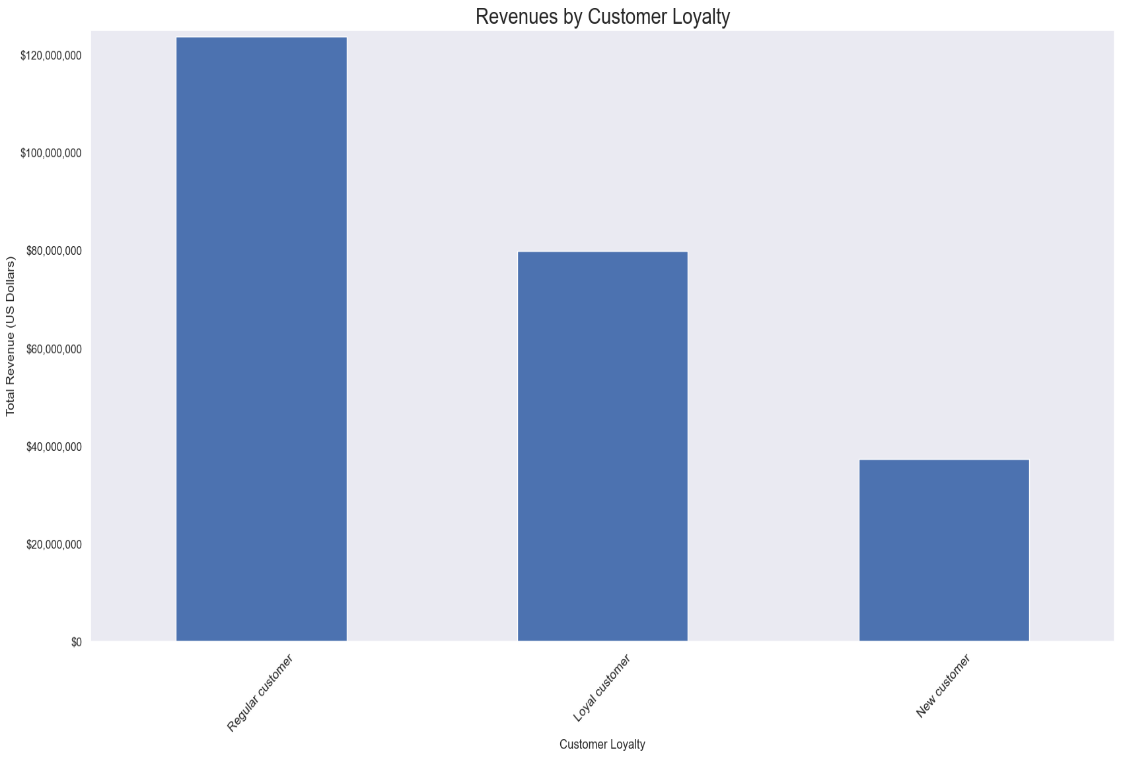 Revenues by Customer Loyalty
$120,000,000
$100,000,000
$80,000,000
$60,000,000
$40,000,000
$20,000,000
$0
Total Revenue (US Dollars)
Regular customer
Loyal customer
New customer
Customer Loyalty